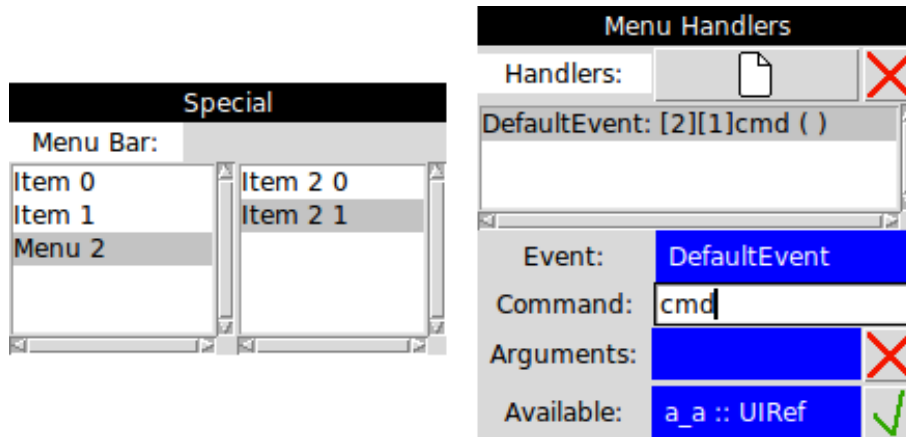 Special
Menu Bar:
Item 0
Item 1
Menu 2
Item 2 0
Item 2 1
Menu Handlers
Handlers:
DefaultEvent: [2][1]cmd ( )
Event: DefaultEvent
Command: cmd
Arguments:
Available: a_a :: UIRef